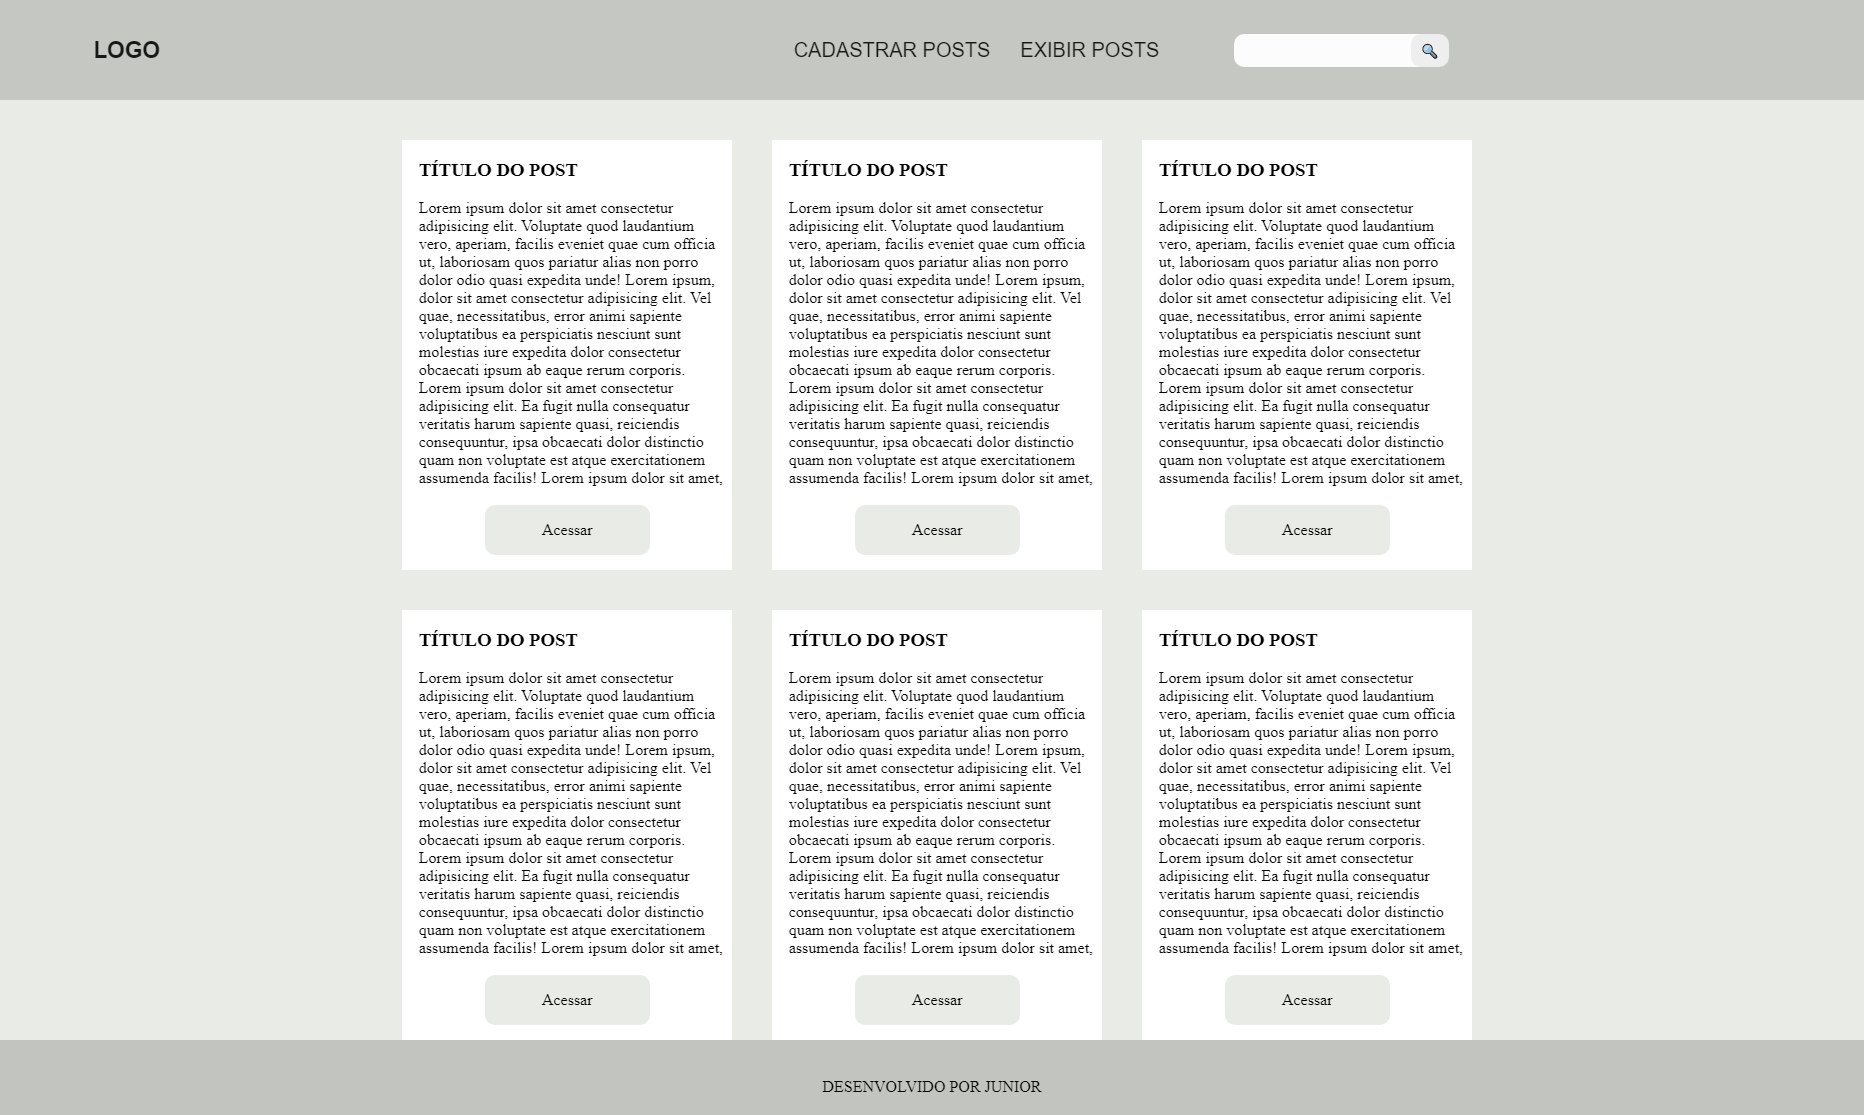 LOGO
CADASTRAR POSTS
EXIBIR POSTS
TÍTULO DO POST
Lorem ipsum dolor sit amet consectetur
adipisicing elit. Voluptate quod laudantium
vero, aperiam, facilis eveniet quae cum officia
ut, laboriosam quos pariatur alias non porro
dolor odio quasi expedita unde! Lorem ipsum,
dolor sit amet consectetur adipisicing elit. Vel
quae, necessitatibus, error animi sapiente
voluptatibus ea perspiciatis nesciunt sunt
molestias iure expedita dolor consectetur
obcaecati ipsum ab eaque rerum corporis.
Lorem ipsum dolor sit amet consectetur
adipisicing elit. Ea fugit nulla consequatur
veritatis harum sapiente quasi, reiciendis
consequuntur, ipsa obcaecati dolor distinctio
quam non voluptate est atque exercitationem
assumenda facilis! Lorem ipsum dolor sit amet,
Acessar
TÍTULO DO POST
Lorem ipsum dolor sit amet consectetur
adipisicing elit. Voluptate quod laudantium
vero, aperiam, facilis eveniet quae cum officia
ut, laboriosam quos pariatur alias non porro
dolor odio quasi expedita unde! Lorem ipsum,
dolor sit amet consectetur adipisicing elit. Vel
quae, necessitatibus, error animi sapiente
voluptatibus ea perspiciatis nesciunt sunt
molestias iure expedita dolor consectetur
obcaecati ipsum ab eaque rerum corporis.
Lorem ipsum dolor sit amet consectetur
adipisicing elit. Ea fugit nulla consequatur
veritatis harum sapiente quasi, reiciendis
consequuntur, ipsa obcaecati dolor distinctio
quam non voluptate est atque exercitationem
assumenda facilis! Lorem ipsum dolor sit amet,
Acessar
TÍTULO DO POST
Lorem ipsum dolor sit amet consectetur
adipisicing elit. Voluptate quod laudantium
vero, aperiam, facilis eveniet quae cum officia
ut, laboriosam quos pariatur alias non porro
dolor odio quasi expedita unde! Lorem ipsum,
dolor sit amet consectetur adipisicing elit. Vel
quae, necessitatibus, error animi sapiente
voluptatibus ea perspiciatis nesciunt sunt
molestias iure expedita dolor consectetur
obcaecati ipsum ab eaque rerum corporis.
Lorem ipsum dolor sit amet consectetur
adipisicing elit. Ea fugit nulla consequatur
veritatis harum sapiente quasi, reiciendis
consequuntur, ipsa obcaecati dolor distinctio
quam non voluptate est atque exercitationem
assumenda facilis! Lorem ipsum dolor sit amet,
Acessar
TÍTULO DO POST
Lorem ipsum dolor sit amet consectetur
adipisicing elit. Voluptate quod laudantium
vero, aperiam, facilis eveniet quae cum officia
ut, laboriosam quos pariatur alias non porro
dolor odio quasi expedita unde! Lorem ipsum,
dolor sit amet consectetur adipisicing elit. Vel
quae, necessitatibus, error animi sapiente
voluptatibus ea perspiciatis nesciunt sunt
molestias iure expedita dolor consectetur
obcaecati ipsum ab eaque rerum corporis.
Lorem ipsum dolor sit amet consectetur
adipisicing elit. Ea fugit nulla consequatur
veritatis harum sapiente quasi, reiciendis
consequuntur, ipsa obcaecati dolor distinctio
quam non voluptate est atque exercitationem
assumenda facilis! Lorem ipsum dolor sit amet,
Acessar
TÍTULO DO POST
Lorem ipsum dolor sit amet consectetur
adipisicing elit. Voluptate quod laudantium
vero, aperiam, facilis eveniet quae cum officia
ut, laboriosam quos pariatur alias non porro
dolor odio quasi expedita unde! Lorem ipsum,
dolor sit amet consectetur adipisicing elit. Vel
quae, necessitatibus, error animi sapiente
voluptatibus ea perspiciatis nesciunt sunt
molestias iure expedita dolor consectetur
obcaecati ipsum ab eaque rerum corporis.
Lorem ipsum dolor sit amet consectetur
adipisicing elit. Ea fugit nulla consequatur
veritatis harum sapiente quasi, reiciendis
consequuntur, ipsa obcaecati dolor distinctio
quam non voluptate est atque exercitationem
assumenda facilis! Lorem ipsum dolor sit amet,
Acessar
TÍTULO DO POST
Lorem ipsum dolor sit amet consectetur
adipisicing elit. Voluptate quod laudantium
vero, aperiam, facilis eveniet quae cum officia
ut, laboriosam quos pariatur alias non porro
dolor odio quasi expedita unde! Lorem ipsum,
dolor sit amet consectetur adipisicing elit. Vel
quae, necessitatibus, error animi sapiente
voluptatibus ea perspiciatis nesciunt sunt
molestias iure expedita dolor consectetur
obcaecati ipsum ab eaque rerum corporis.
Lorem ipsum dolor sit amet consectetur
adipisicing elit. Ea fugit nulla consequatur
veritatis harum sapiente quasi, reiciendis
consequuntur, ipsa obcaecati dolor distinctio
quam non voluptate est atque exercitationem
assumenda facilis! Lorem ipsum dolor sit amet,
Acessar
DESENVOLVIDO POR JUNIOR